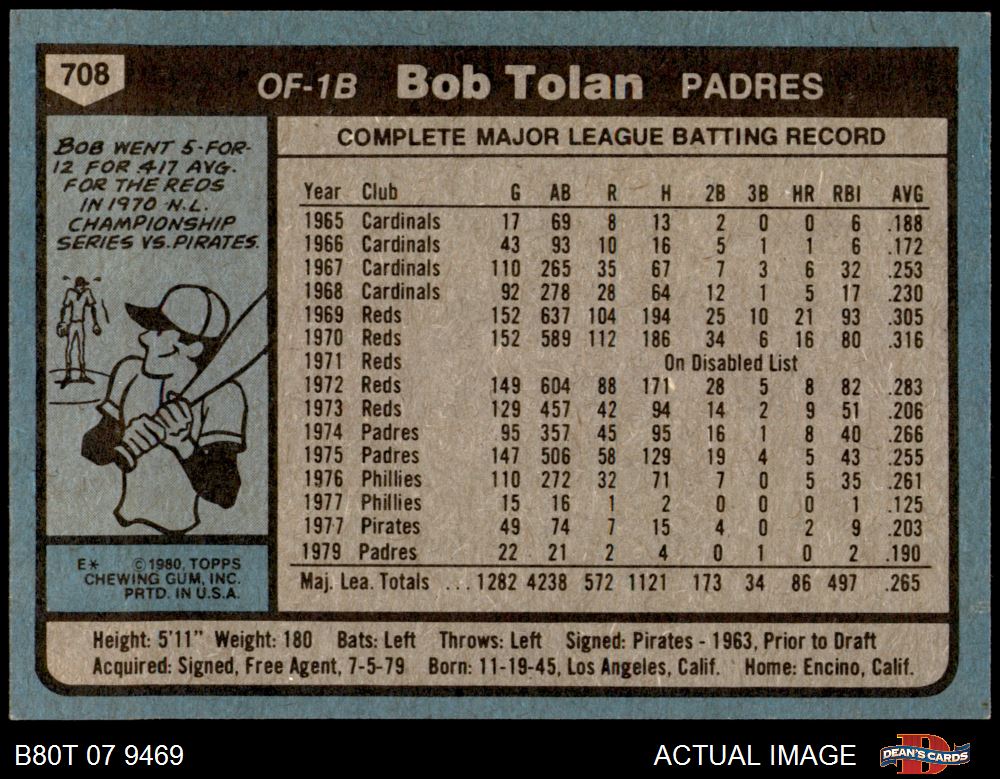 708
OF-1B Bob Tolan PADRES
BOB WENT 5-FOR-
12 FOR .417 AVG.
FOR THE REDS
IN 1970 N.L.
CHAMPIONSHIP
SERIES VS. PIRATES.
E* ©1980, TOPPS
CHEWING GUM, INC.
PRTD. IN U.S.A.
COMPLETE MAJOR LEAGUE BATTING RECORD
Year Club G AB R H 2B 3B HR RBI AVG
1965 Cardinals 17 69 8 13 2 0 0 6 .188
1966 Cardinals 43 93 10 16 5 1 1 6 .172
1967 Cardinals 110 265 35 67 7 3 6 32 .253
1968 Cardinals 92 278 28 64 12 1 5 17 .230
1969 Reds 152 637 104 194 25 10 21 93 .305
1970 Reds 152 589 112 186 34 6 16 80 .316
1971 Reds On Disabled List
1972 Reds 149 604 88 171 28 5 8 82 .283
1973 Reds 129 457 42 94 14 2 9 51 .206
1974 Padres 95 357 45 95 16 1 8 40 .266
1975 Padres 147 506 58 129 19 4 5 43 .255
1976 Phillies 110 272 32 71 7 0 5 35 .261
1977 Phillies 15 16 1 2 0 0 0 1 .125
1977 Pirates 49 74 7 15 4 0 2 9 .203
1979 Padres 22 21 2 4 0 1 0 2 .190
Maj. Lea. Totals ...1282 4238 572 1121 173 34 86 497 .265
Height: 5'11" Weight: 180 Bats: Left Throws: Left Signed: Pirates - 1963, Prior to Draft
Acquired: Signed, Free Agent, 7-5-79 Born: 11-19-45, Los Angeles, Calif. Home: Encino, Calif.
B80T 07 9469 ACTUAL IMAGE DEAN'S CARDS